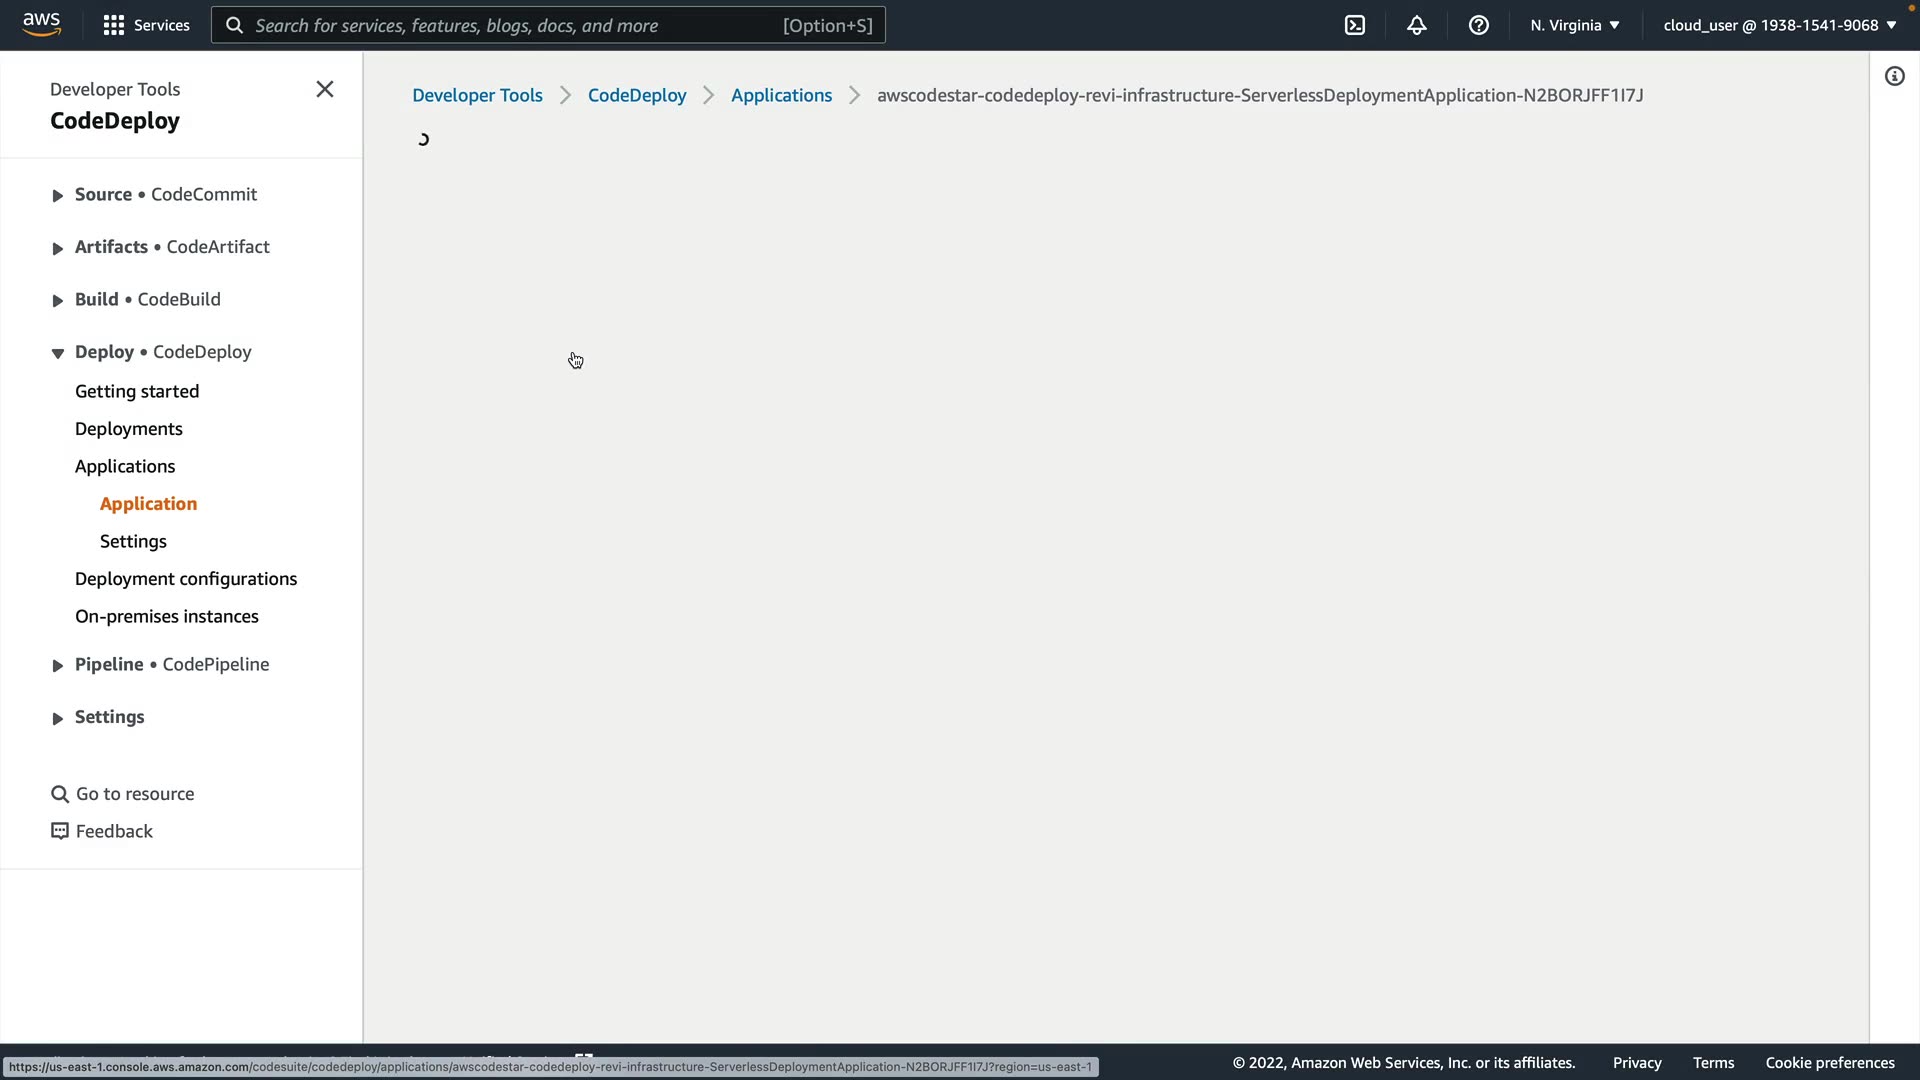 aws
Services
Search for services, features, blogs, docs, and more
[Option+S]
N. Virginia
cloud_user @ 1938-1541-9068
Developer Tools
CodeDeploy
Source • CodeCommit
Artifacts • CodeArtifact
Build • CodeBuild
Deploy • CodeDeploy
Getting started
Deployments
Applications
Application
Settings
Deployment configurations
On-premises instances
Pipeline • CodePipeline
Settings
Go to resource
Feedback
Developer Tools
CodeDeploy
Applications
awscodestar-codedeploy-revi-infrastructure-ServerlessDeploymentApplication-N2BORJFF1I7J
https://us-east-1.console.aws.amazon.com/codesuite/codedeploy/applications/awscodestar-codedeploy-revi-infrastructure-ServerlessDeploymentApplication-N2BORJFF1I7J?region=us-east-1
© 2022, Amazon Web Services, Inc. or its affiliates.
Privacy
Terms
Cookie preferences